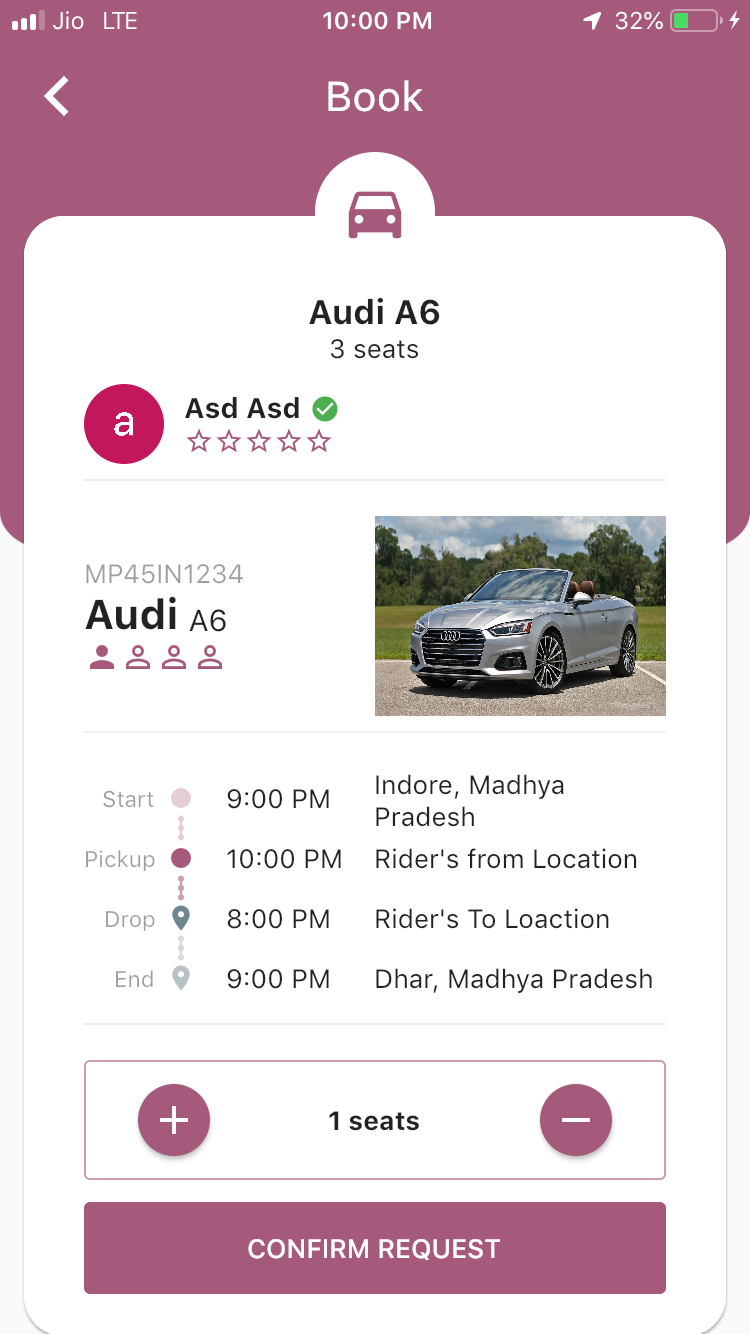 Jio LTE 10:00 PM 32%
Book
Audi A6
3 seats
a
Asd Asd
MP45IN1234
Audi A6
Start 9:00 PM Indore, Madhya
Pradesh
Pickup 10:00 PM Rider's from Location
Drop 8:00 PM Rider's To Loaction
End 9:00 PM Dhar, Madhya Pradesh
+ 1 seats −
CONFIRM REQUEST